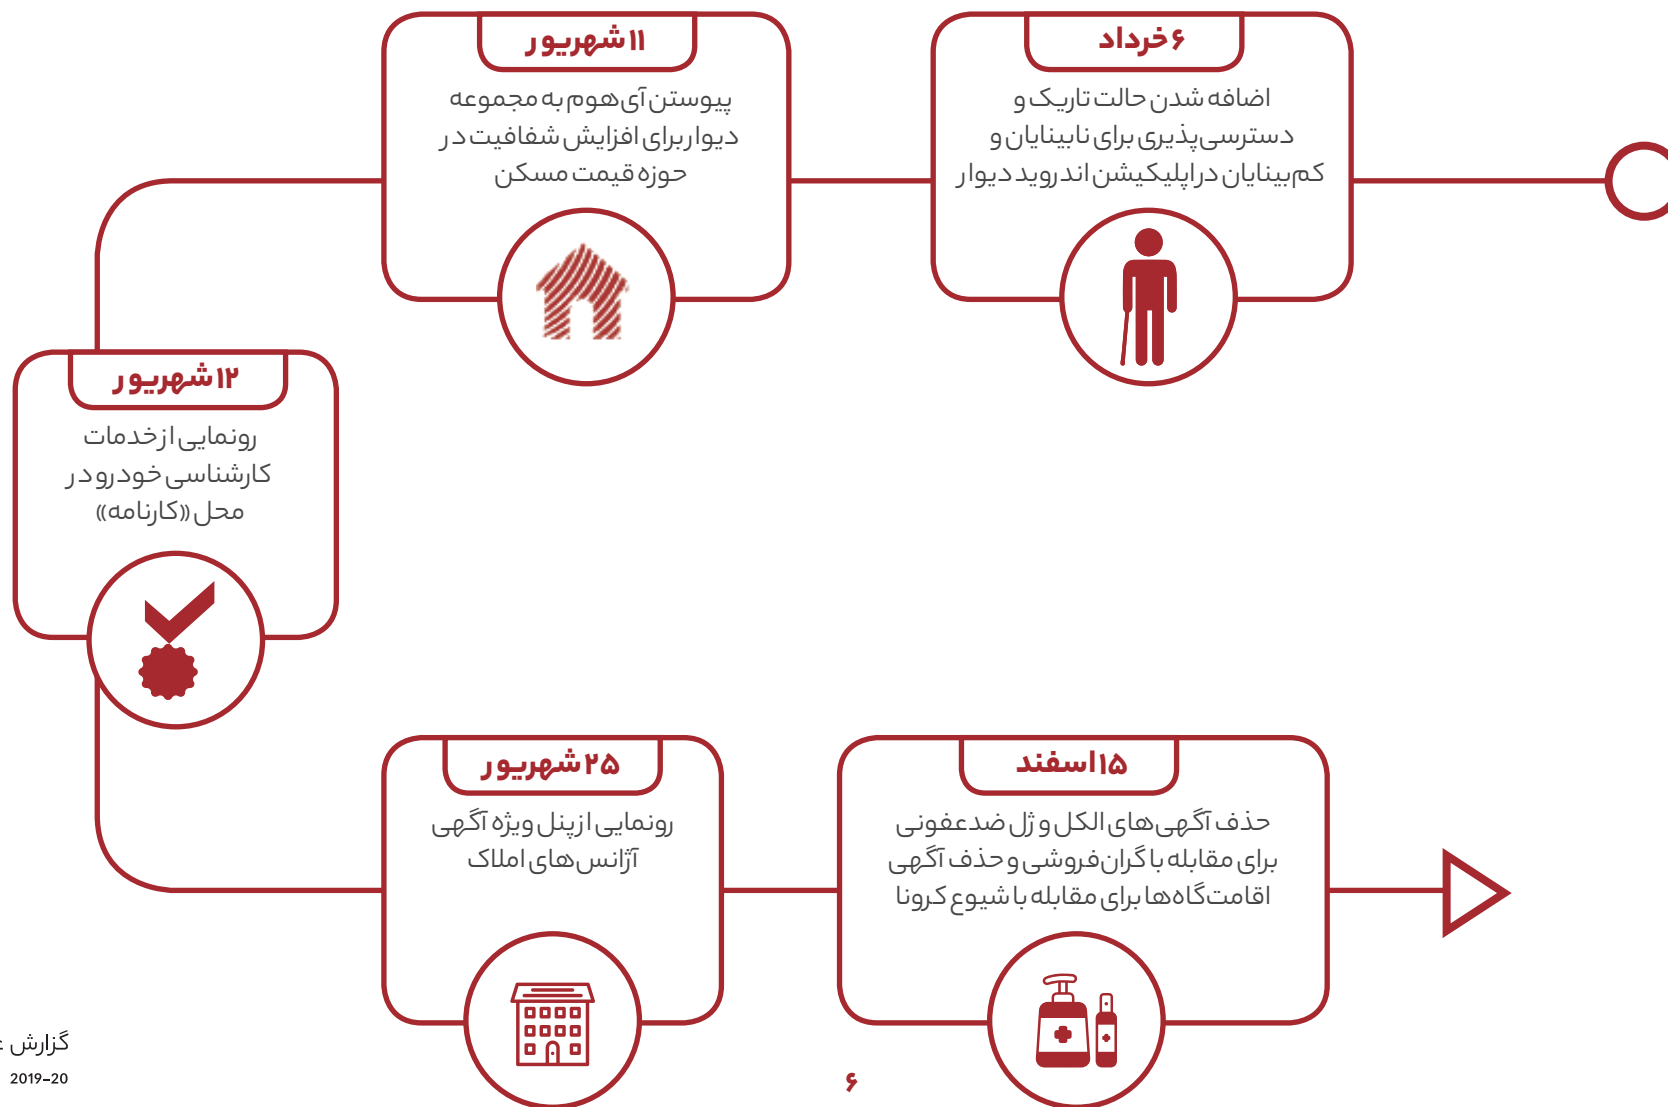 ۶ خرداد
اضافه شدن حالت تاریک و
دسترسی‌پذیری برای نابینایان و
کم‌بینایان در اپلیکیشن اندروید دیوار
۱۱ شهریور
پیوستن آی‌هوم به مجموعه
دیوار برای افزایش شفافیت در
حوزه قیمت مسکن
۱۲ شهریور
رونمایی از خدمات
کارشناسی خودرو در
محل «کارنامه»
۲۵ شهریور
رونمایی از پنل ویژه آگهی
آژانس‌های املاک
۱۵ اسفند
حذف آگهی‌های الکل و ژل ضدعفونی
برای مقابله با گران‌فروشی و حذف آگهی
اقامت‌گاه‌ها برای مقابله با شیوع کرونا
گزارش
2019-20
۶